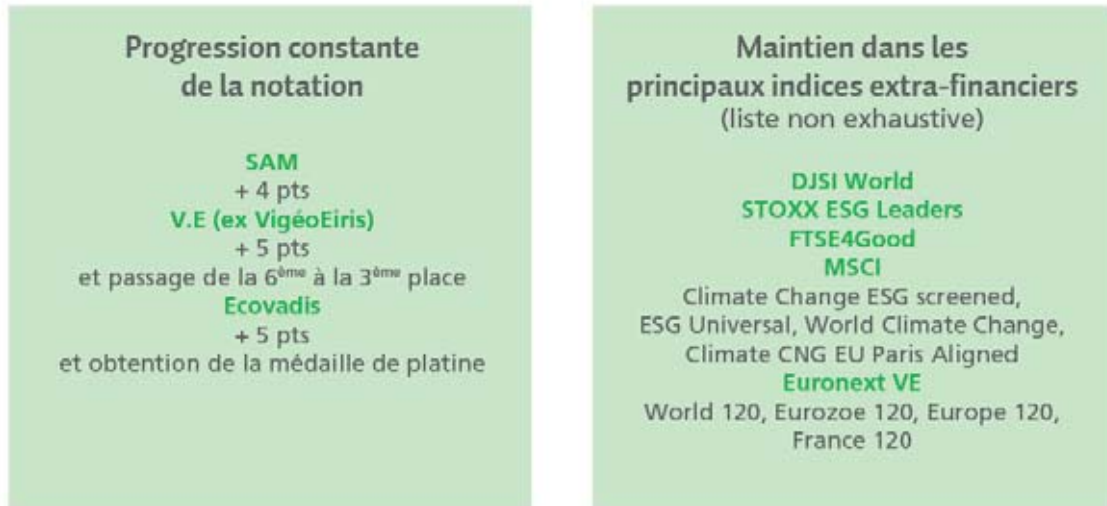 Progression constante
de la notation
SAM
+ 4 pts
V.E (ex VigéoEiris)
+ 5 pts
et passage de la 6ème à la 3ème place
Ecovadis
+ 5 pts
et obtention de la médaille de platine
Maintien dans les
principaux indices extra-financiers
(liste non exhaustive)
DJSI World
STOXX ESG Leaders
FTSE4Good
MSCI
Climate Change ESG screened,
ESG Universal, World Climate Change,
Climate CNG EU Paris Aligned
Euronext VE
World 120, Eurozoe 120, Europe 120,
France 120